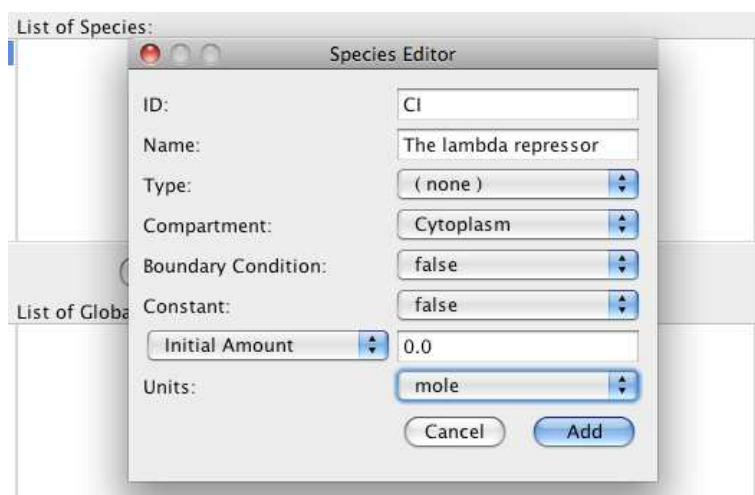 List of Species:
Species Editor
ID: CI
Name: The lambda repressor
Type: ( none )
Compartment: Cytoplasm
Boundary Condition: false
List of Globa
Constant: false
Initial Amount 0.0
Units: mole
Cancel Add